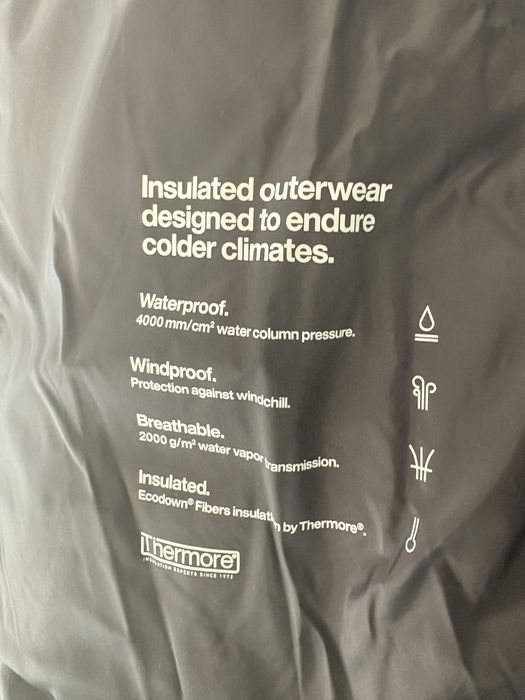 Insulated outerwear
designed to endure
colder climates.
Waterproof.
4000 mm/cm² water column pressure.
Windproof.
Protection against windchill.
Breathable.
2000 g/m² water vapor transmission.
Insulated.
Ecodown® Fibers insulation by Thermore®.
Thermore®
INSULATION EXPERTS SINCE 1972